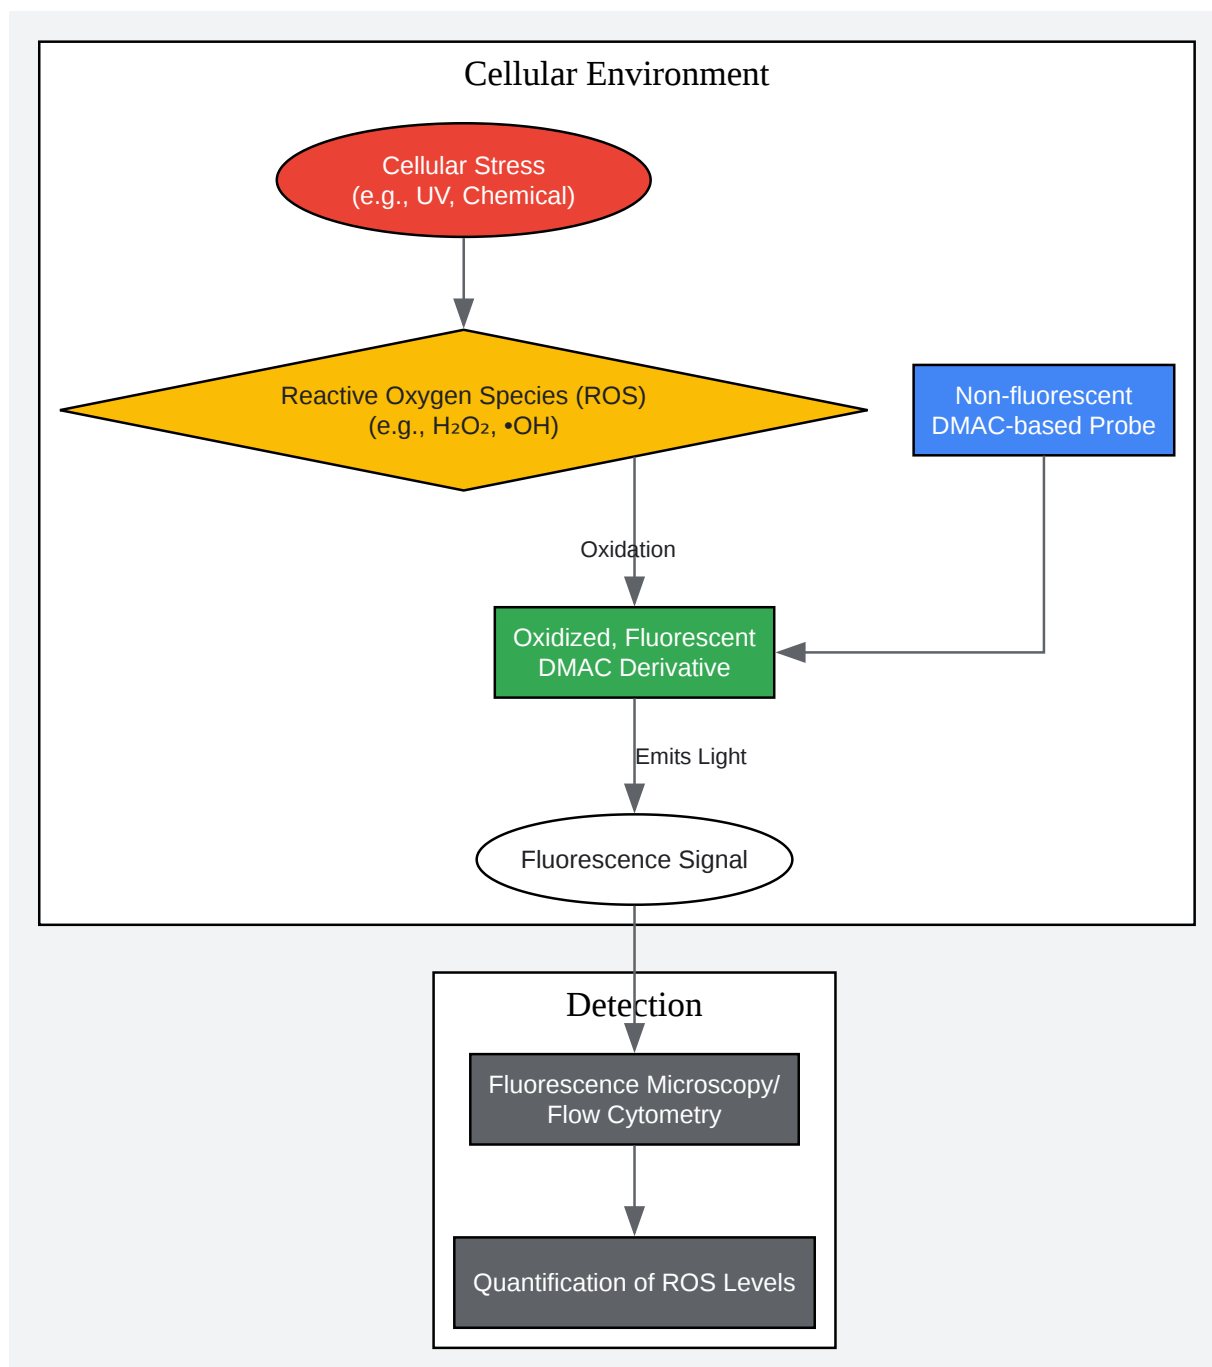 Cellular Environment
Cellular Stress
(e.g., UV, Chemical)
Reactive Oxygen Species (ROS)
(e.g., H₂O₂, •OH)
Non-fluorescent
DMAC-based Probe
Oxidation
Oxidized, Fluorescent
DMAC Derivative
Emits Light
Fluorescence Signal
Detection
Fluorescence Microscopy/
Flow Cytometry
Quantification of ROS Levels